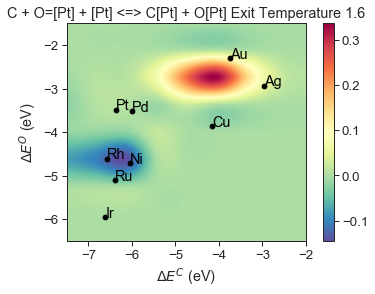 C + O=[Pt] + [Pt] <=> C[Pt] + O[Pt] Exit Temperature 1.6
−2
−3
−4
−5
−6
ΔE^O (eV)
Au
Ag
Pt
Pd
Cu
Rh
Ni
Ru
Ir
−7
−6
−5
−4
−3
−2
ΔE^C (eV)
0.3
0.2
0.1
0.0
−0.1